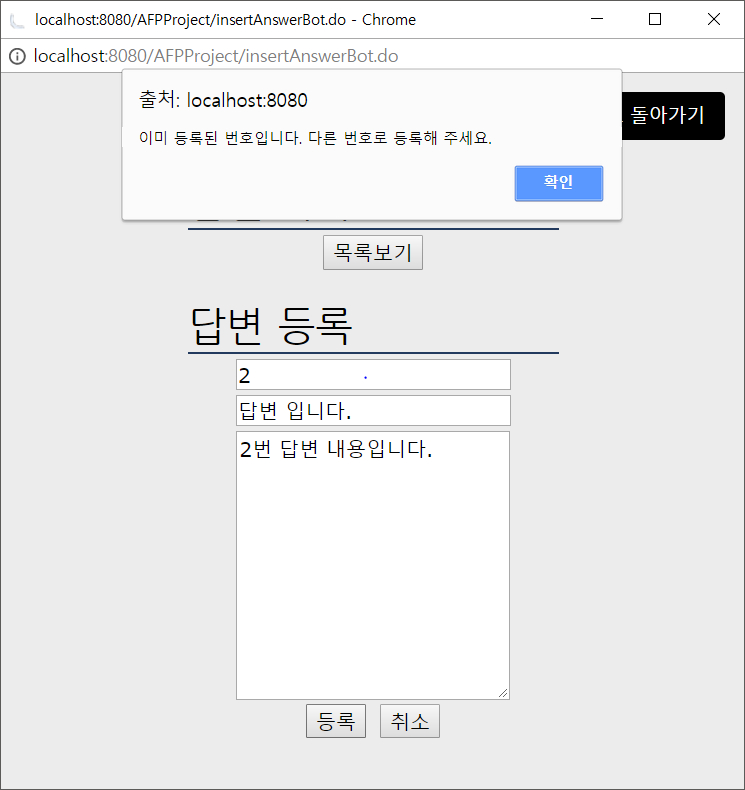 localhost:8080/AFPProject/insertAnswerBot.do - Chrome
localhost:8080/AFPProject/insertAnswerBot.do
출처: localhost:8080
이미 등록된 번호입니다. 다른 번호로 등록해 주세요.
확인
돌아가기
목록보기
답변 등록
2
답변 입니다.
2번 답변 내용입니다.
등록 취소